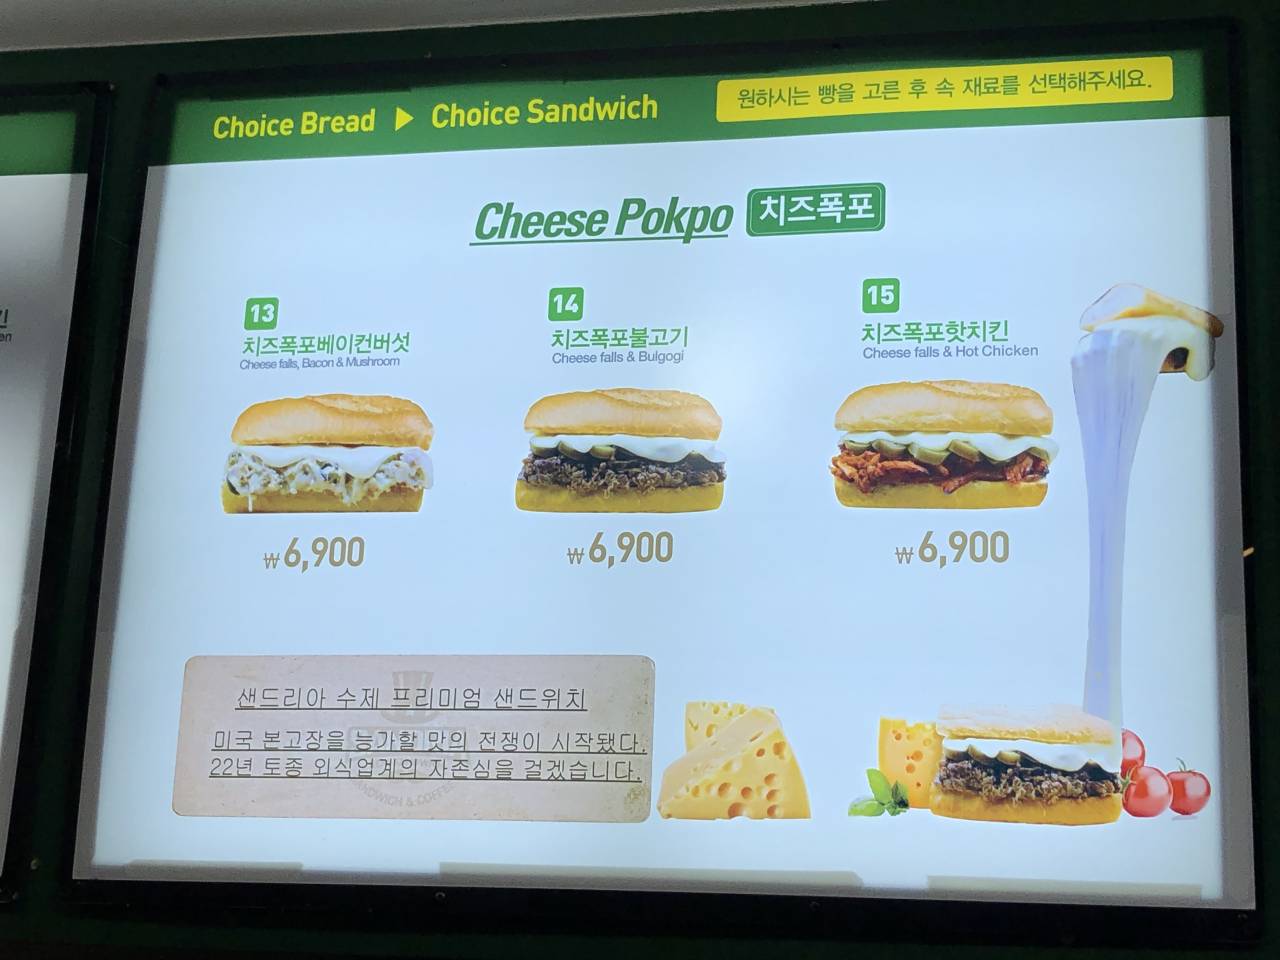 Choice Bread ▶ Choice Sandwich
원하시는 빵을 고른 후 속 재료를 선택해주세요.
Cheese Pokpo 치즈폭포
13
치즈폭포베이컨버섯
Cheese falls, Bacon & Mushroom
₩6,900
14
치즈폭포불고기
Cheese falls & Bulgogi
₩6,900
15
치즈폭포핫치킨
Cheese falls & Hot Chicken
₩6,900
샌드리아 수제 프리미엄 샌드위치
미국 본고장을 능가할 맛의 전쟁이 시작됐다.
22년 토종 외식업계의 자존심을 걸겠습니다.
SANDWICH & COFFEE